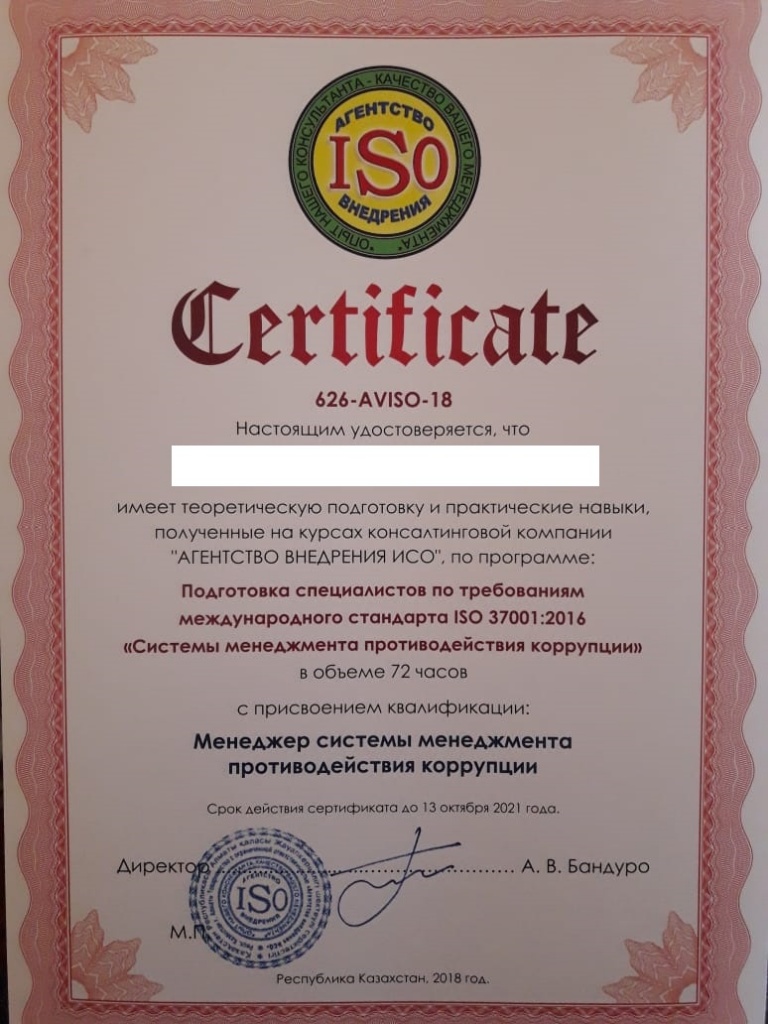 "ОПЫТ НАШЕГО КОНСУЛЬТАНТА - КАЧЕСТВО ВАШЕГО МЕНЕДЖМЕНТА"
АГЕНТСТВО
ISO
ВНЕДРЕНИЯ
Certificate
626-AVISO-18
Настоящим удостоверяется, что
имеет теоретическую подготовку и практические навыки,
полученные на курсах консалтинговой компании
"АГЕНТСТВО ВНЕДРЕНИЯ ИСО", по программе:
Подготовка специалистов по требованиям
международного стандарта ISO 37001:2016
«Системы менеджмента противодействия коррупции»
в объеме 72 часов
с присвоением квалификации:
Менеджер системы менеджмента
противодействия коррупции
Срок действия сертификата до 13 октября 2021 года.
Директор ........................................ А. В. Бандуро
АГЕНТСТВО
ISO
ВНЕДРЕНИЯ
М.П.
Республика Казахстан, 2018 год.